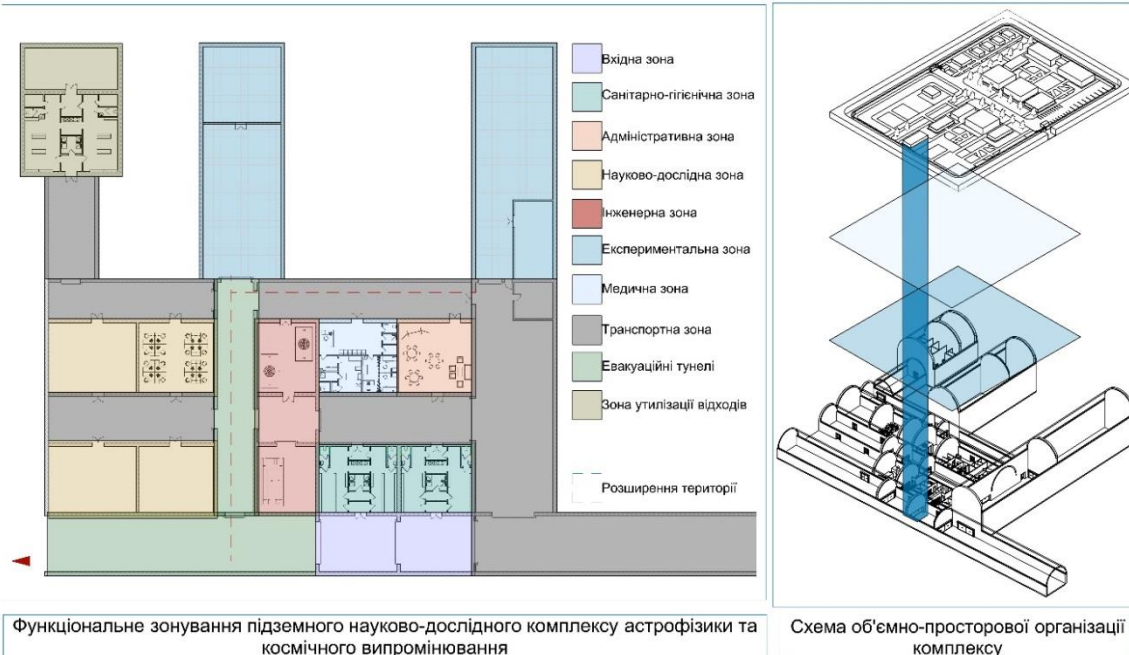 Вхідна зона
Санітарно-гігієнічна зона
Адміністративна зона
Науково-дослідна зона
Інженерна зона
Експериментальна зона
Медична зона
Транспортна зона
Евакуаційні тунелі
Зона утилізації відходів
Розширення території
Функціональне зонування підземного науково-дослідного комплексу астрофізики та
космічного випромінювання
Схема об'ємно-просторової організації
комплексу